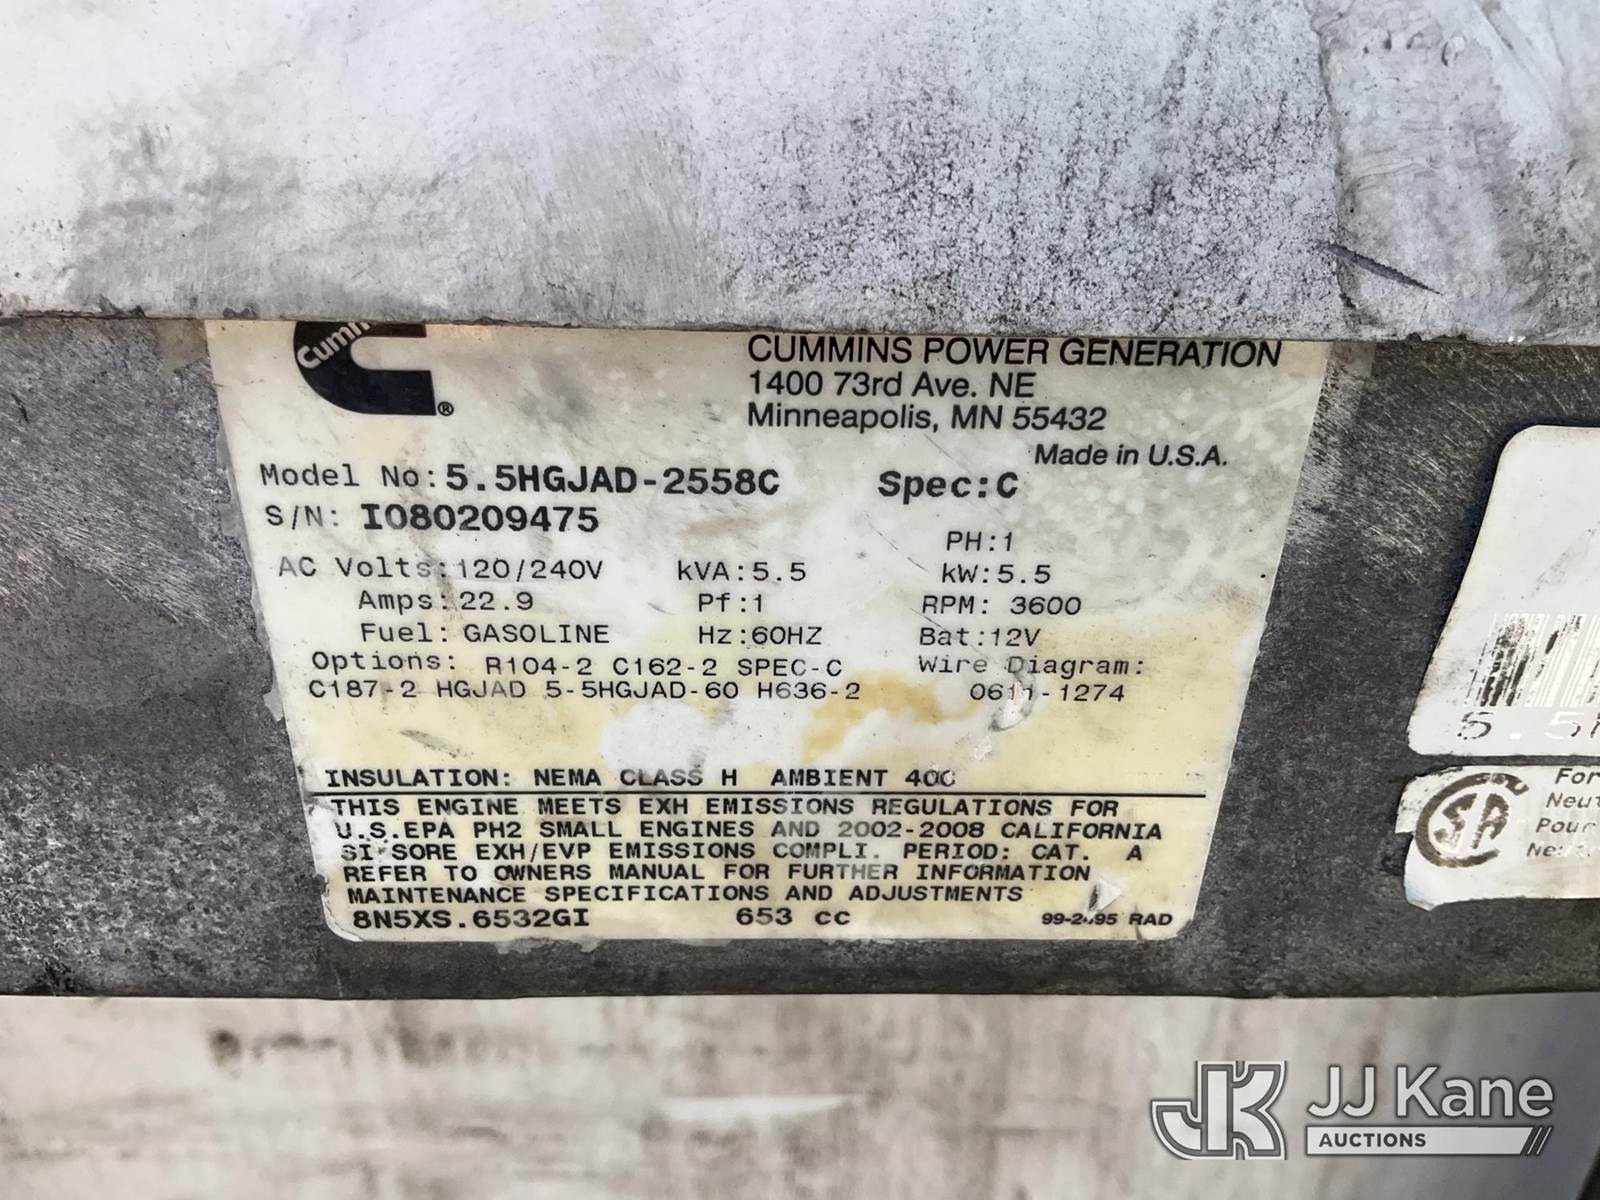 CUMMINS POWER GENERATION
1400 73rd Ave. NE
Minneapolis, MN 55432
Made in U.S.A.
Model No: 5.5HGJAD-2558C Spec: C
S/N: I080209475
PH: 1
AC Volts: 120/240V kVA: 5.5 kW: 5.5
Amps: 22.9 Pf: 1 RPM: 3600
Fuel: GASOLINE Hz: 60HZ Bat: 12V
Options: R104-2 C162-2 SPEC-C Wire Diagram:
C187-2 HGJAD 5-5HGJAD-60 H636-2 0611-1274
INSULATION: NEMA CLASS H AMBIENT 40C
THIS ENGINE MEETS EXH EMISSIONS REGULATIONS FOR
U.S.EPA PH2 SMALL ENGINES AND 2002-2008 CALIFORNIA
SI SORE EXH/EVP EMISSIONS COMPLI. PERIOD: CAT. A
REFER TO OWNERS MANUAL FOR FURTHER INFORMATION
MAINTENANCE SPECIFICATIONS AND ADJUSTMENTS
8N5XS.6532GI 653 cc RAD
For
Pour
JJ Kane
AUCTIONS